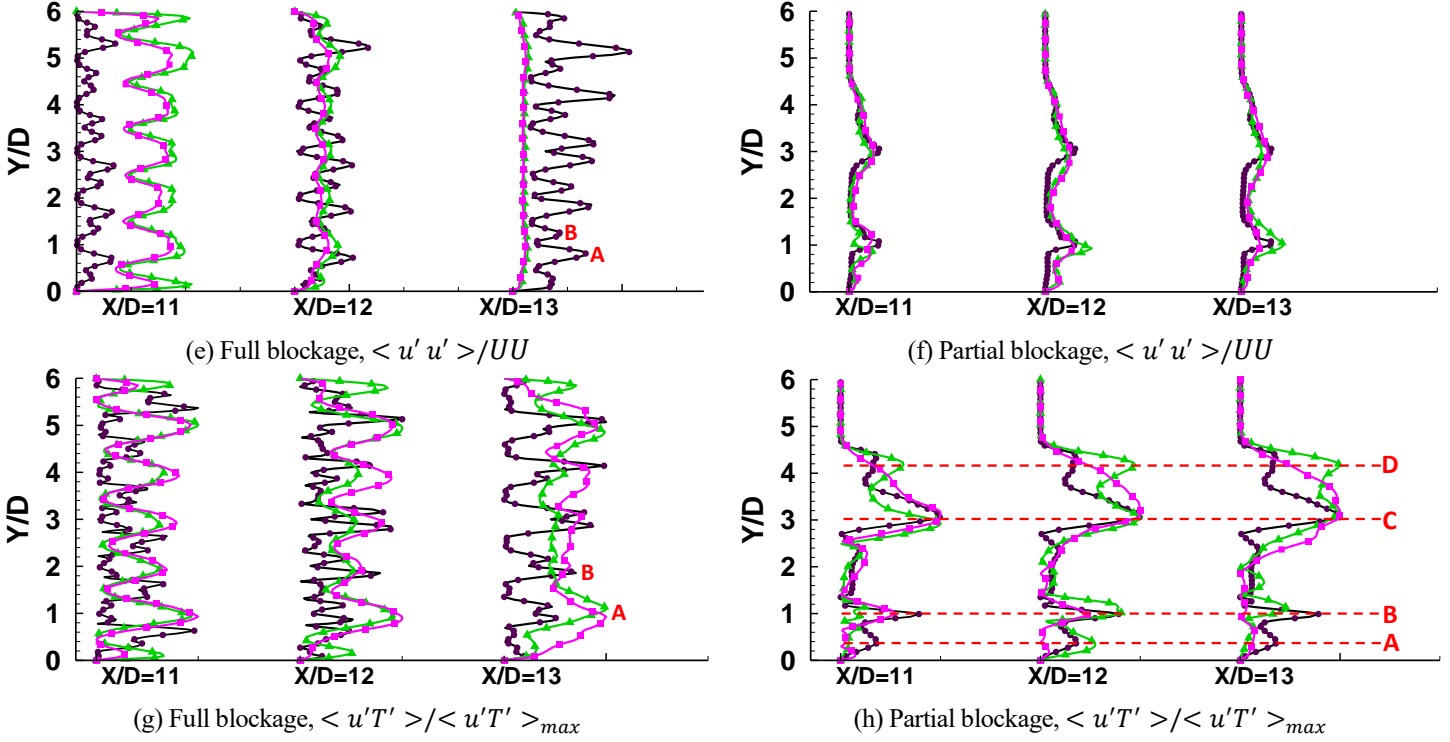 6
5
4
3
2
1
0
Y/D
B
A
X/D=11
X/D=12
X/D=13
(e) Full blockage, < u′ u′ >/UU
6
5
4
3
2
1
0
Y/D
X/D=11
X/D=12
X/D=13
(f) Partial blockage, < u′ u′ >/UU
6
5
4
3
2
1
0
Y/D
B
A
X/D=11
X/D=12
X/D=13
(g) Full blockage, < u′T′ >/< u′T′ >max
6
5
4
3
2
1
0
Y/D
D
C
B
A
X/D=11
X/D=12
X/D=13
(h) Partial blockage, < u′T′ >/< u′T′ >max